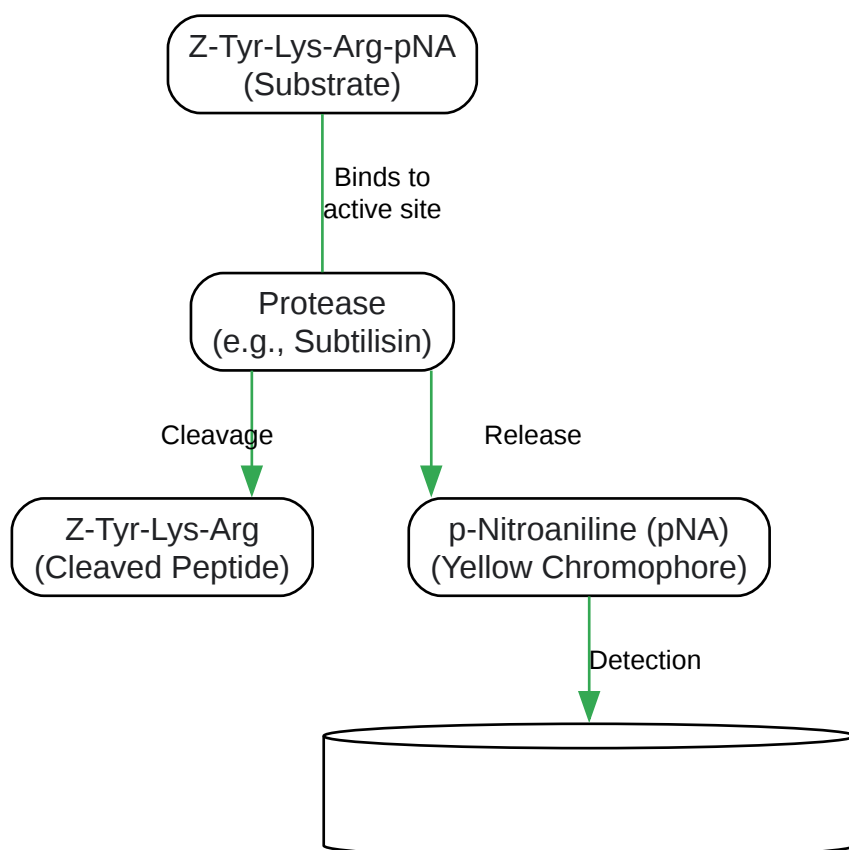 Z-Tyr-Lys-Arg-pNA
(Substrate)
Binds to
active site
Protease
(e.g., Subtilisin)
Cleavage
Release
Z-Tyr-Lys-Arg
(Cleaved Peptide)
p-Nitroaniline (pNA)
(Yellow Chromophore)
Detection